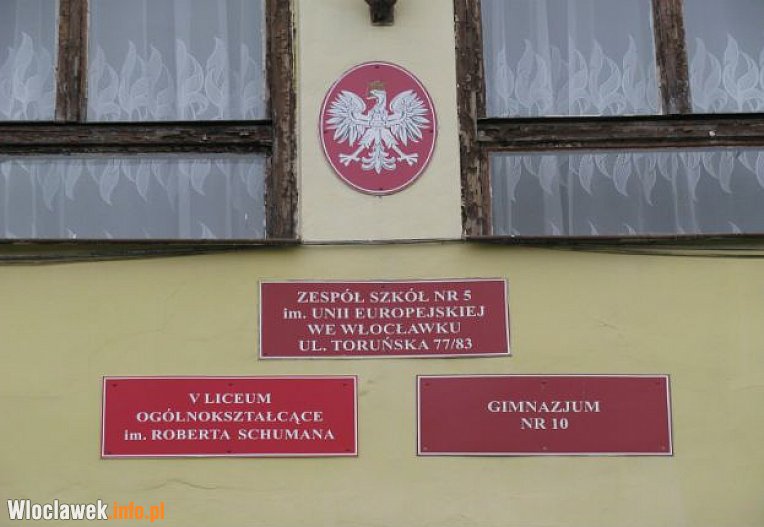 ZESPÓŁ SZKÓŁ NR 5
im. UNII EUROPEJSKIEJ
WE WŁOCŁAWKU
UL. TORUŃSKA 77/83
V LICEUM
OGÓLNOKSZTAŁCĄCE
im. ROBERTA SCHUMANA
GIMNAZJUM
NR 10
Wloclawek.info.pl